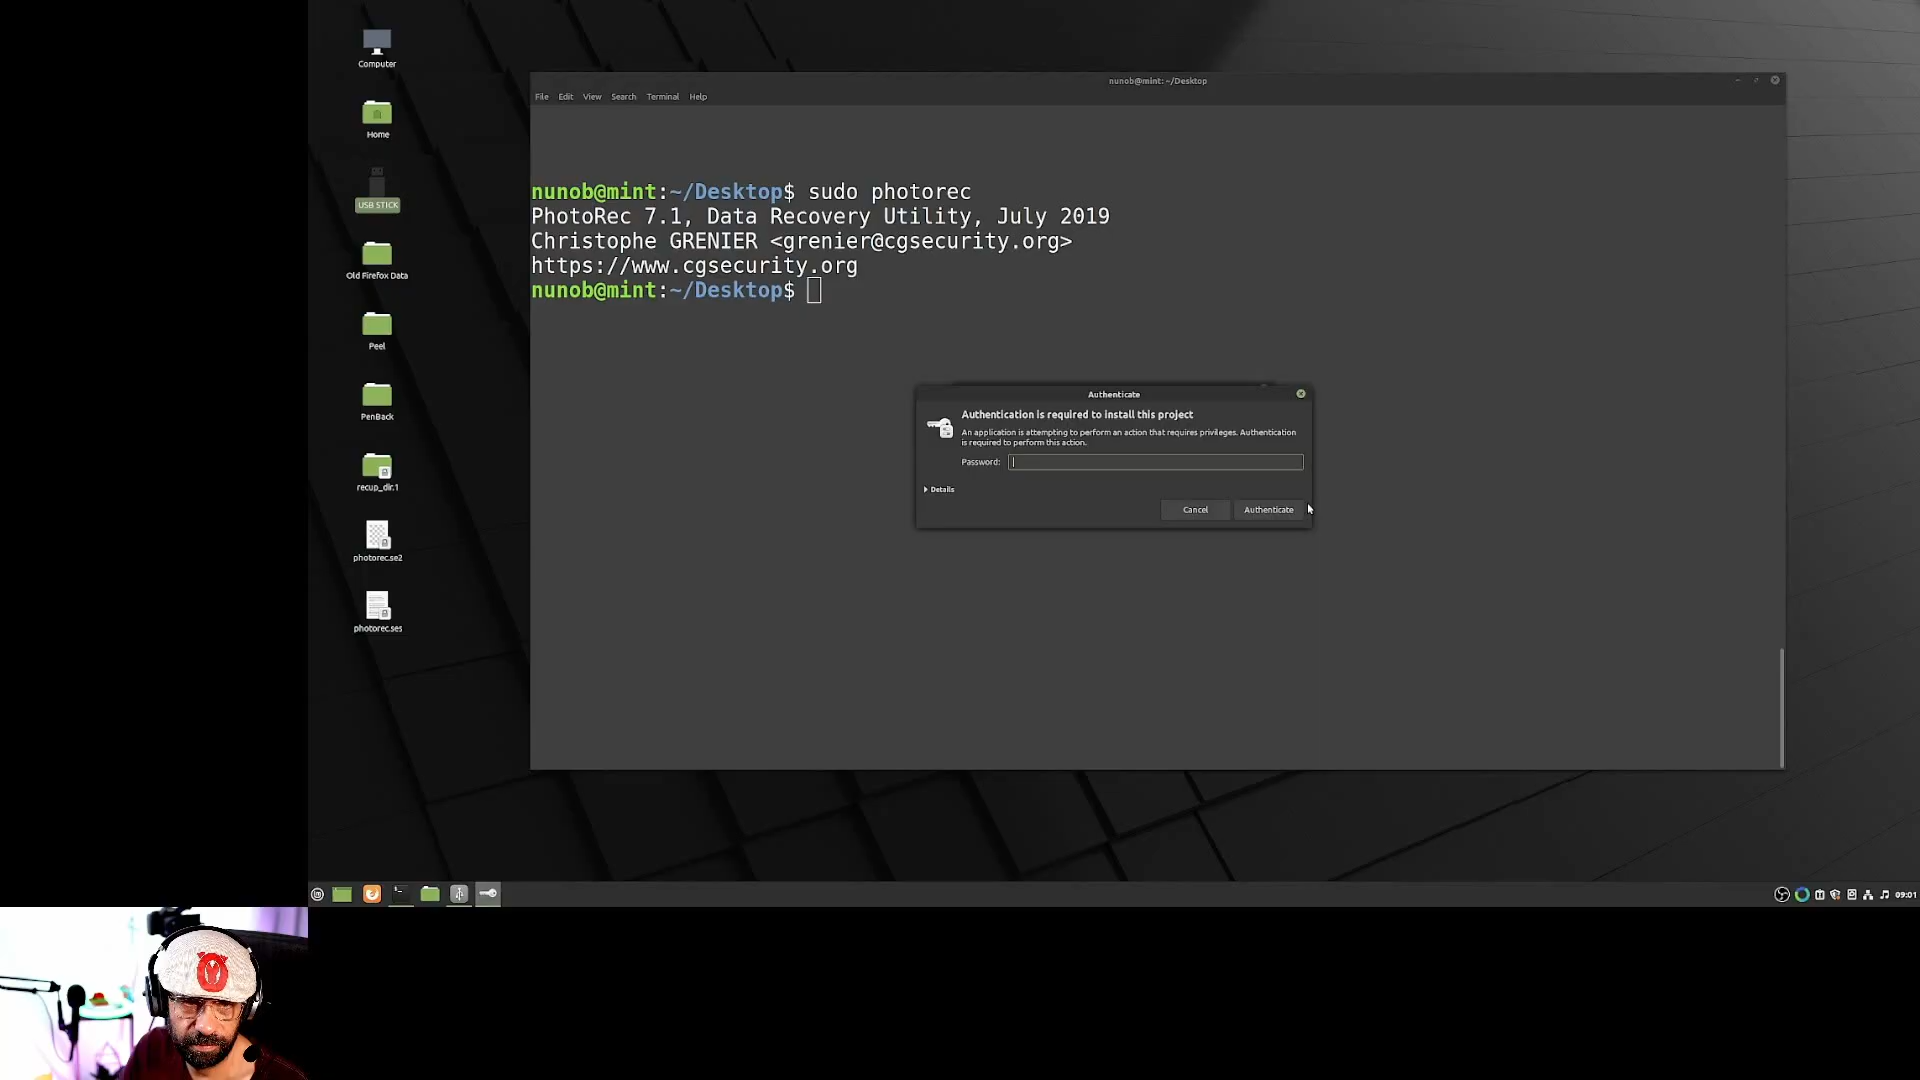 Computer
Home
USB STICK
Old Firefox Data
Peel
PenBack
recup_dir.1
photorec.se2
photorec.ses
nunob@mint: ~/Desktop
File Edit View Search Terminal Help
nunob@mint:~/Desktop$ sudo photorec
PhotoRec 7.1, Data Recovery Utility, July 2019
Christophe GRENIER <grenier@cgsecurity.org>
https://www.cgsecurity.org
nunob@mint:~/Desktop$
Authenticate
Authentication is required to install this project
An application is attempting to perform an action that requires privileges. Authentication
is required to perform this action.
Password:
Details
Cancel Authenticate
09:01